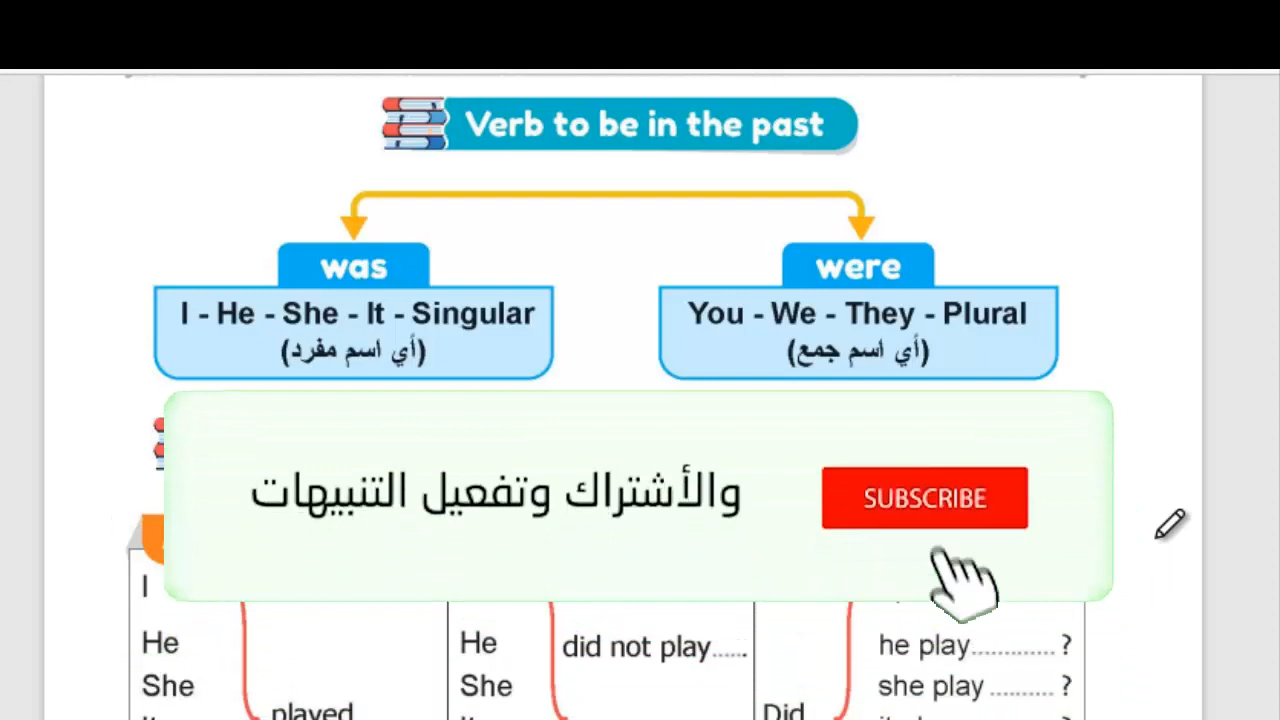 Verb to be in the past
was
were
I - He - She - It - Singular
(أي اسم مفرد)
You - We - They - Plural
(أي اسم جمع)
والأشتراك وتفعيل التنبيهات
SUBSCRIBE
I
He
She
played
He
She
did not play......
Did
he play............. ?
she play .......... ?